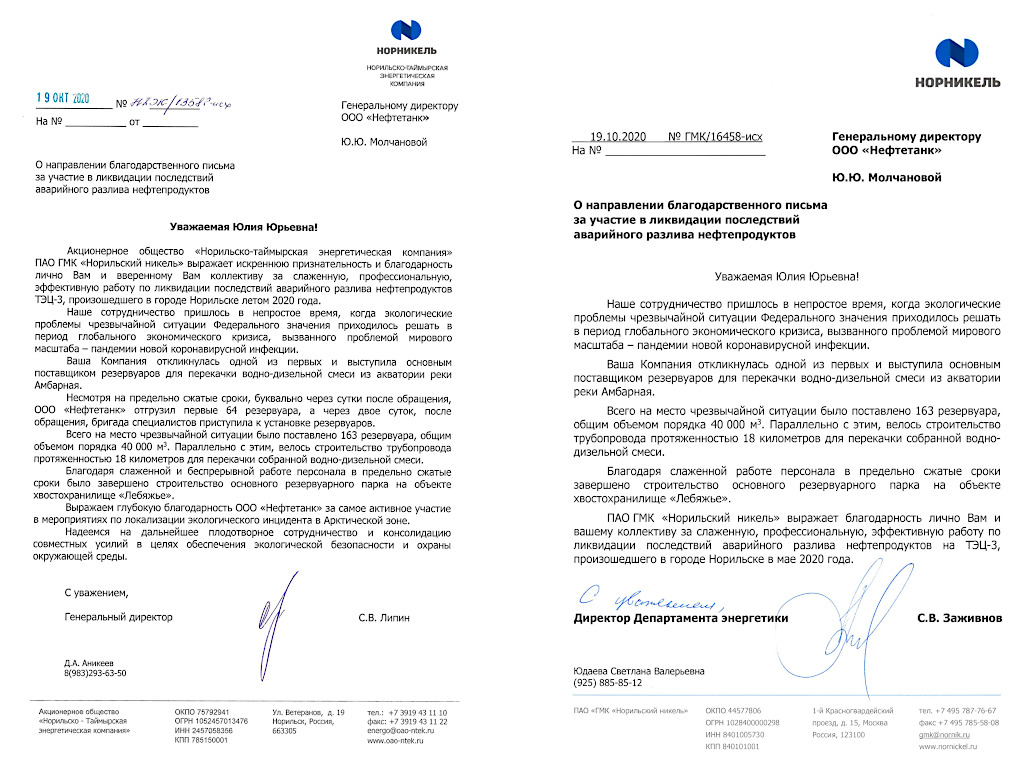 НОРНИКЕЛЬ
НОРИЛЬСКО-ТАЙМЫРСКАЯ
ЭНЕРГЕТИЧЕСКАЯ
КОМПАНИЯ
19 ОКТ 2020 № НТЭК/13582-исх
На № от
Генеральному директору
ООО «Нефтетанк»
Ю.Ю. Молчановой
О направлении благодарственного письма
за участие в ликвидации последствий
аварийного разлива нефтепродуктов
Уважаемая Юлия Юрьевна!
Акционерное общество «Норильско-таймырская энергетическая компания»
ПАО ГМК «Норильский никель» выражает искреннюю признательность и благодарность
лично Вам и вверенному Вам коллективу за слаженную, профессиональную,
эффективную работу по ликвидации последствий аварийного разлива нефтепродуктов
ТЭЦ-3, произошедшего в городе Норильске летом 2020 года.
Наше сотрудничество пришлось в непростое время, когда экологические
проблемы чрезвычайной ситуации Федерального значения приходилось решать в
период глобального экономического кризиса, вызванного проблемой мирового
масштаба – пандемии новой коронавирусной инфекции.
Ваша Компания откликнулась одной из первых и выступила основным
поставщиком резервуаров для перекачки водно-дизельной смеси из акватории реки
Амбарная.
Несмотря на предельно сжатые сроки, буквально через сутки после обращения,
ООО «Нефтетанк» отгрузил первые 64 резервуара, а через двое суток, после
обращения, бригада специалистов приступила к установке резервуаров.
Всего на место чрезвычайной ситуации было поставлено 163 резервуара, общим
объемом порядка 40 000 м³. Параллельно с этим, велось строительство трубопровода
протяженностью 18 километров для перекачки собранной водно-дизельной смеси.
Благодаря слаженной и беспрерывной работе персонала в предельно сжатые
сроки было завершено строительство основного резервуарного парка на объекте
хвостохранилище «Лебяжье».
Выражаем глубокую благодарность ООО «Нефтетанк» за самое активное участие
в мероприятиях по локализации экологического инцидента в Арктической зоне.
Надеемся на дальнейшее плодотворное сотрудничество и консолидацию
совместных усилий в целях обеспечения экологической безопасности и охраны
окружающей среды.
С уважением,
Генеральный директор С.В. Липин
Д.А. Аникеев
8(983)293-63-50
Акционерное общество
«Норильско - Таймырская
энергетическая компания»
ОКПО 75792941
ОГРН 1052457013476
ИНН 2457058356
КПП 785150001
Ул. Ветеранов, д. 19
Норильск, Россия,
663305
тел.: +7 3919 43 11 10
факс: +7 3919 43 11 22
energo@oao-ntek.ru
www.oao-ntek.ru
НОРНИКЕЛЬ
19.10.2020 № ГМК/16458-исх
На №
Генеральному директору
ООО «Нефтетанк»
Ю.Ю. Молчановой
О направлении благодарственного письма
за участие в ликвидации последствий
аварийного разлива нефтепродуктов
Уважаемая Юлия Юрьевна!
Наше сотрудничество пришлось в непростое время, когда экологические
проблемы чрезвычайной ситуации Федерального значения приходилось решать
в период глобального экономического кризиса, вызванного проблемой мирового
масштаба – пандемии новой коронавирусной инфекции.
Ваша Компания откликнулась одной из первых и выступила основным
поставщиком резервуаров для перекачки водно-дизельной смеси из акватории
реки Амбарная.
Всего на место чрезвычайной ситуации было поставлено 163 резервуара,
общим объемом порядка 40 000 м³. Параллельно с этим, велось строительство
трубопровода протяженностью 18 километров для перекачки собранной водно-
дизельной смеси.
Благодаря слаженной работе персонала в предельно сжатые сроки
завершено строительство основного резервуарного парка на объекте
хвостохранилище «Лебяжье».
ПАО ГМК «Норильский никель» выражает благодарность лично Вам и
вашему коллективу за слаженную, профессиональную, эффективную работу по
ликвидации последствий аварийного разлива нефтепродуктов на ТЭЦ-3,
произошедшего в городе Норильске в мае 2020 года.
С уважением,
Директор Департамента энергетики С.В. Заживнов
Юдаева Светлана Валерьевна
(925) 885-85-12
ПАО «ГМК «Норильский никель»
ОКПО 44577806
ОГРН 1028400000298
ИНН 8401005730
КПП 840101001
1-й Красногвардейский
проезд, д. 15, Москва
Россия, 123100
тел. +7 495 787-76-67
факс +7 495 785-58-08
gmk@nornik.ru
www.nornickel.ru